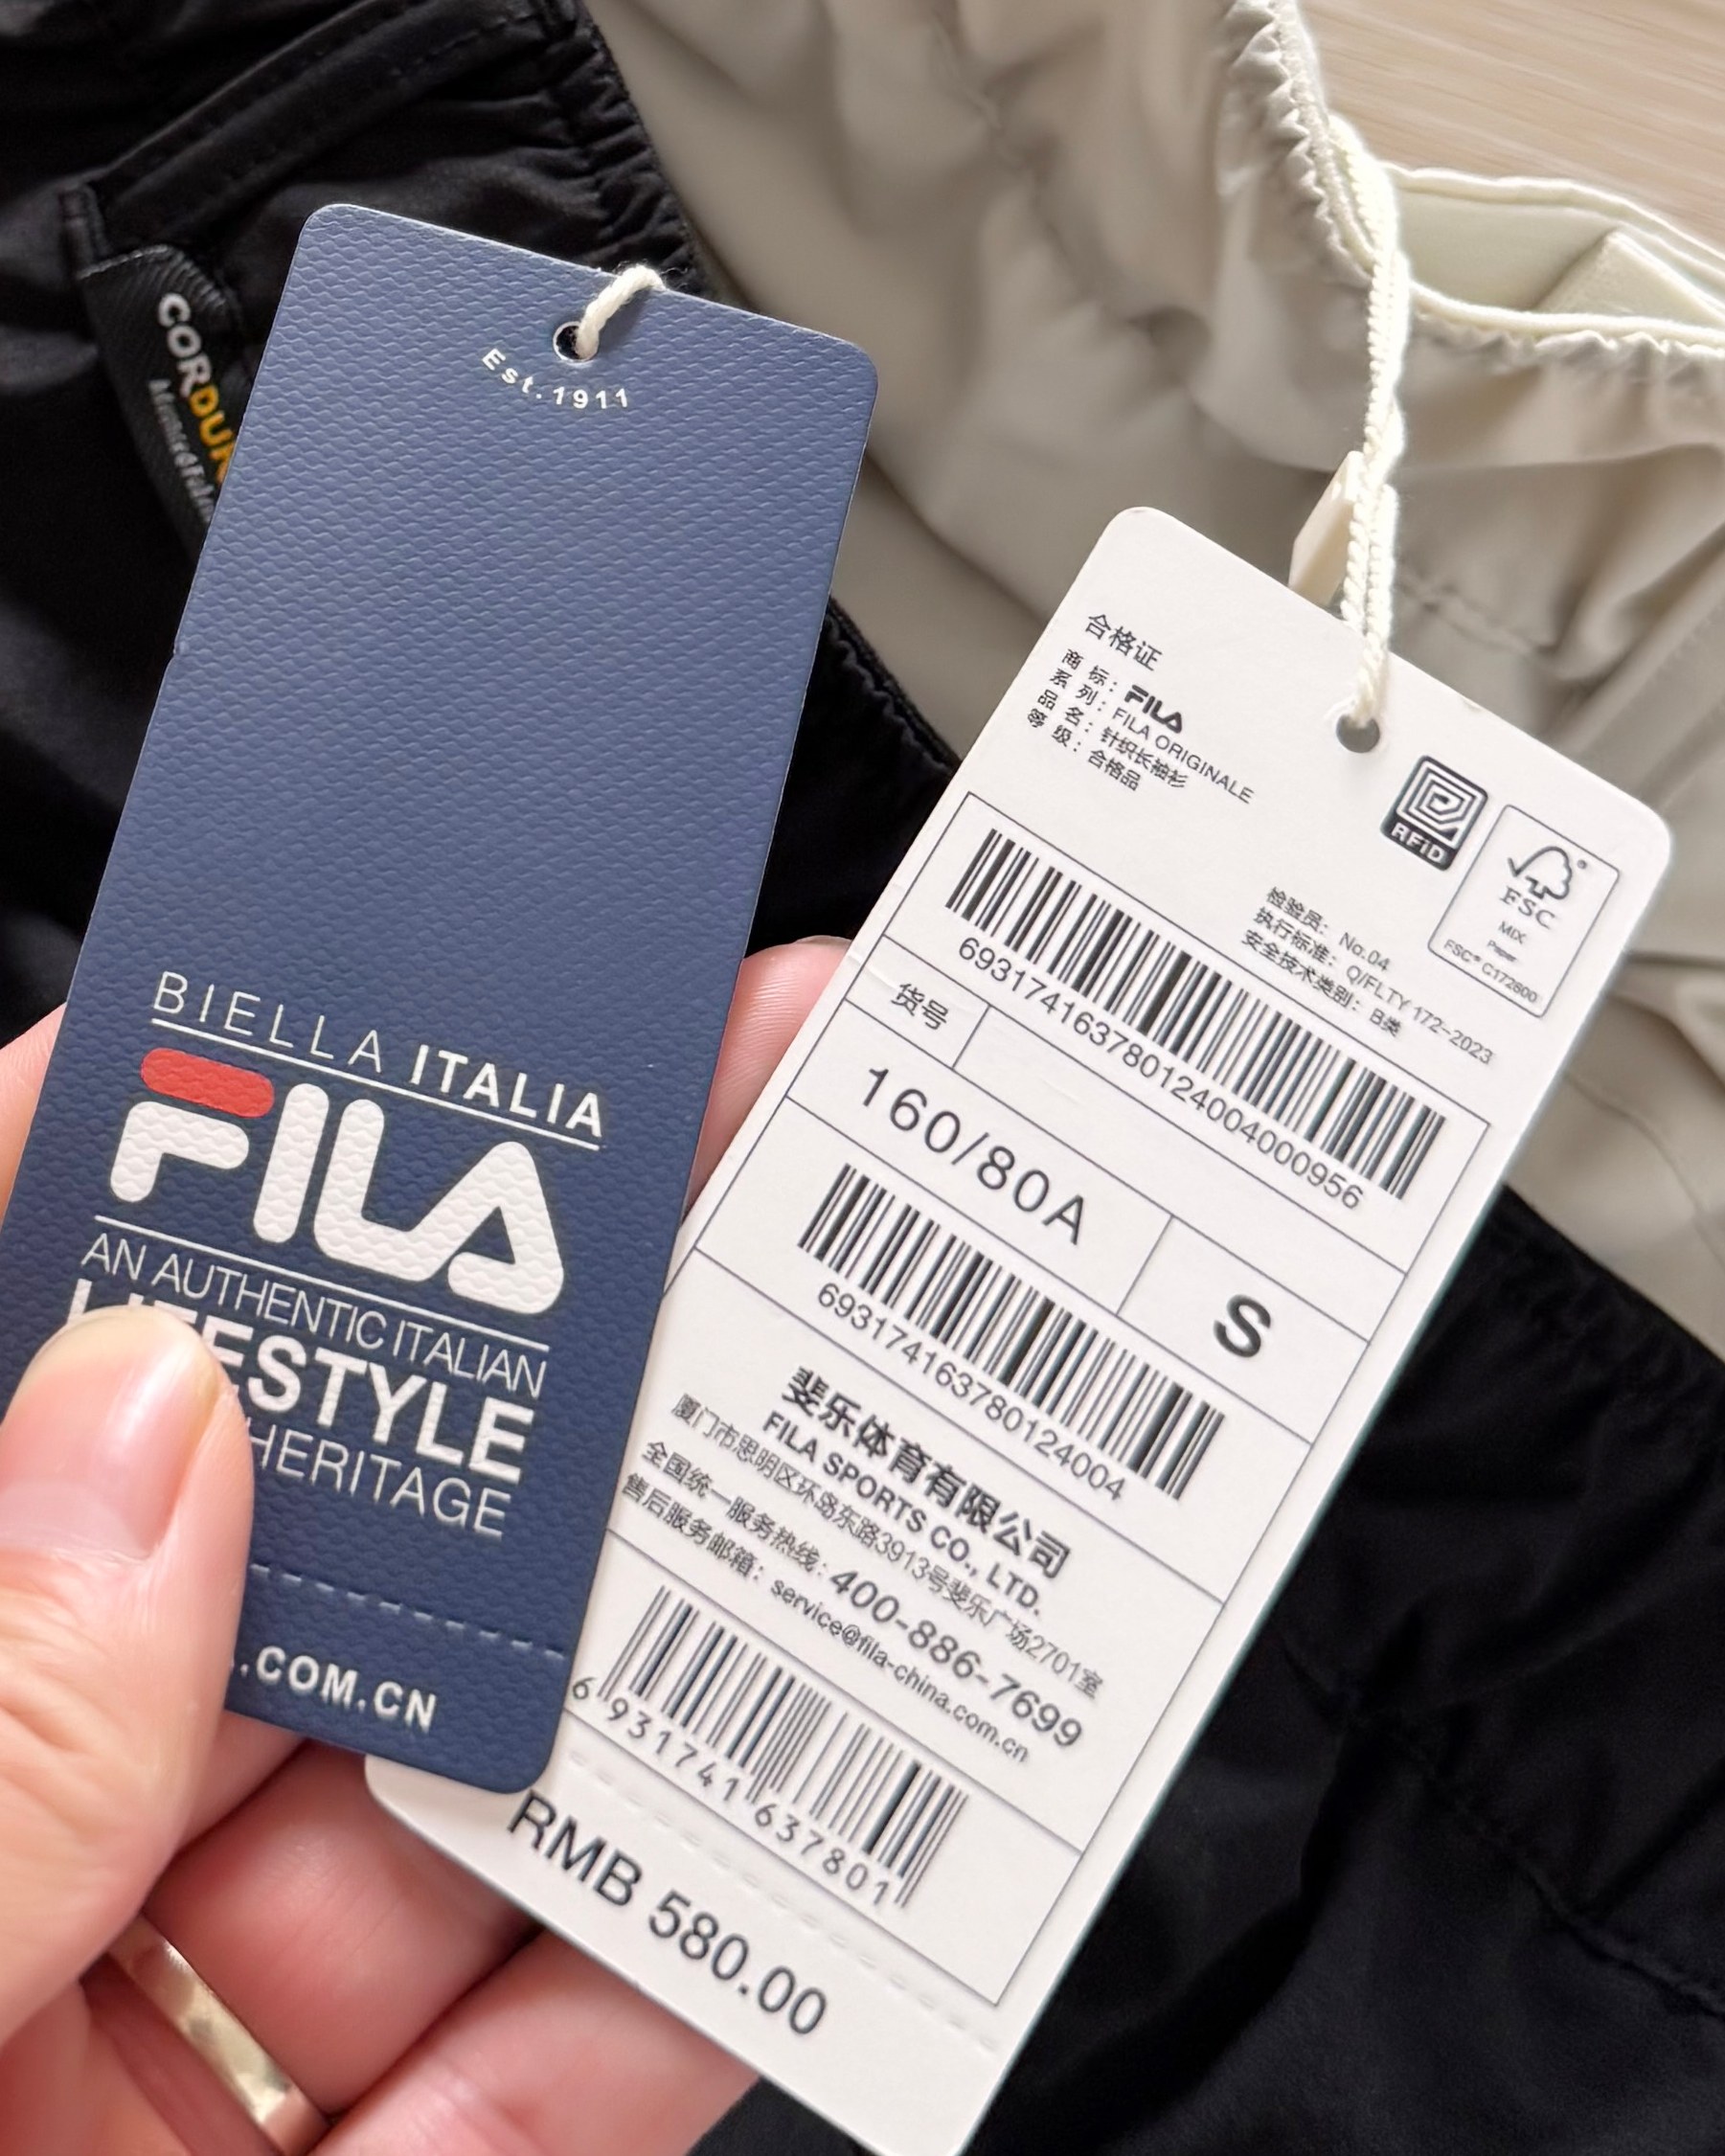 CORDU
Est.1911
BIELLA ITALIA
FILA
AN AUTHENTIC ITALIAN
LIFESTYLE
HERITAGE
.COM.CN
合格证
商 标：FILA
系 列：FILA ORIGINALE
品 名：针织长袖衫
等 级：合格品
RFID
FSC
MIX
Paper
FSC® C172800
检验员：No.04
执行标准：Q/FLTY 172-2023
安全技术类别：B类
693174163780124004000956
货号
160/80A
S
693174163780124004
斐乐体育有限公司
FILA SPORTS CO., LTD.
厦门市思明区环岛东路3913号斐乐广场2701室
全国统一服务热线：400-886-7699
售后服务邮箱：service@fila-china.com.cn
6931741637801
RMB 580.00